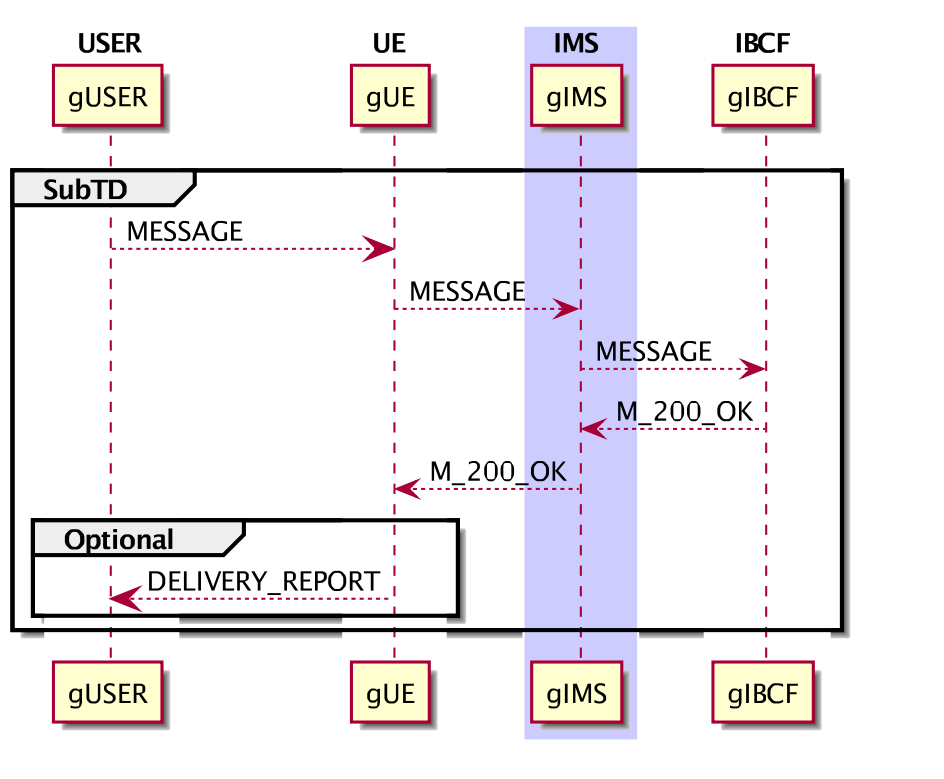 USER UE IMS IBCF
gUSER gUE gIMS gIBCF
SubTD
MESSAGE
MESSAGE
MESSAGE
M_200_OK
M_200_OK
Optional
DELIVERY_REPORT
gUSER gUE gIMS gIBCF